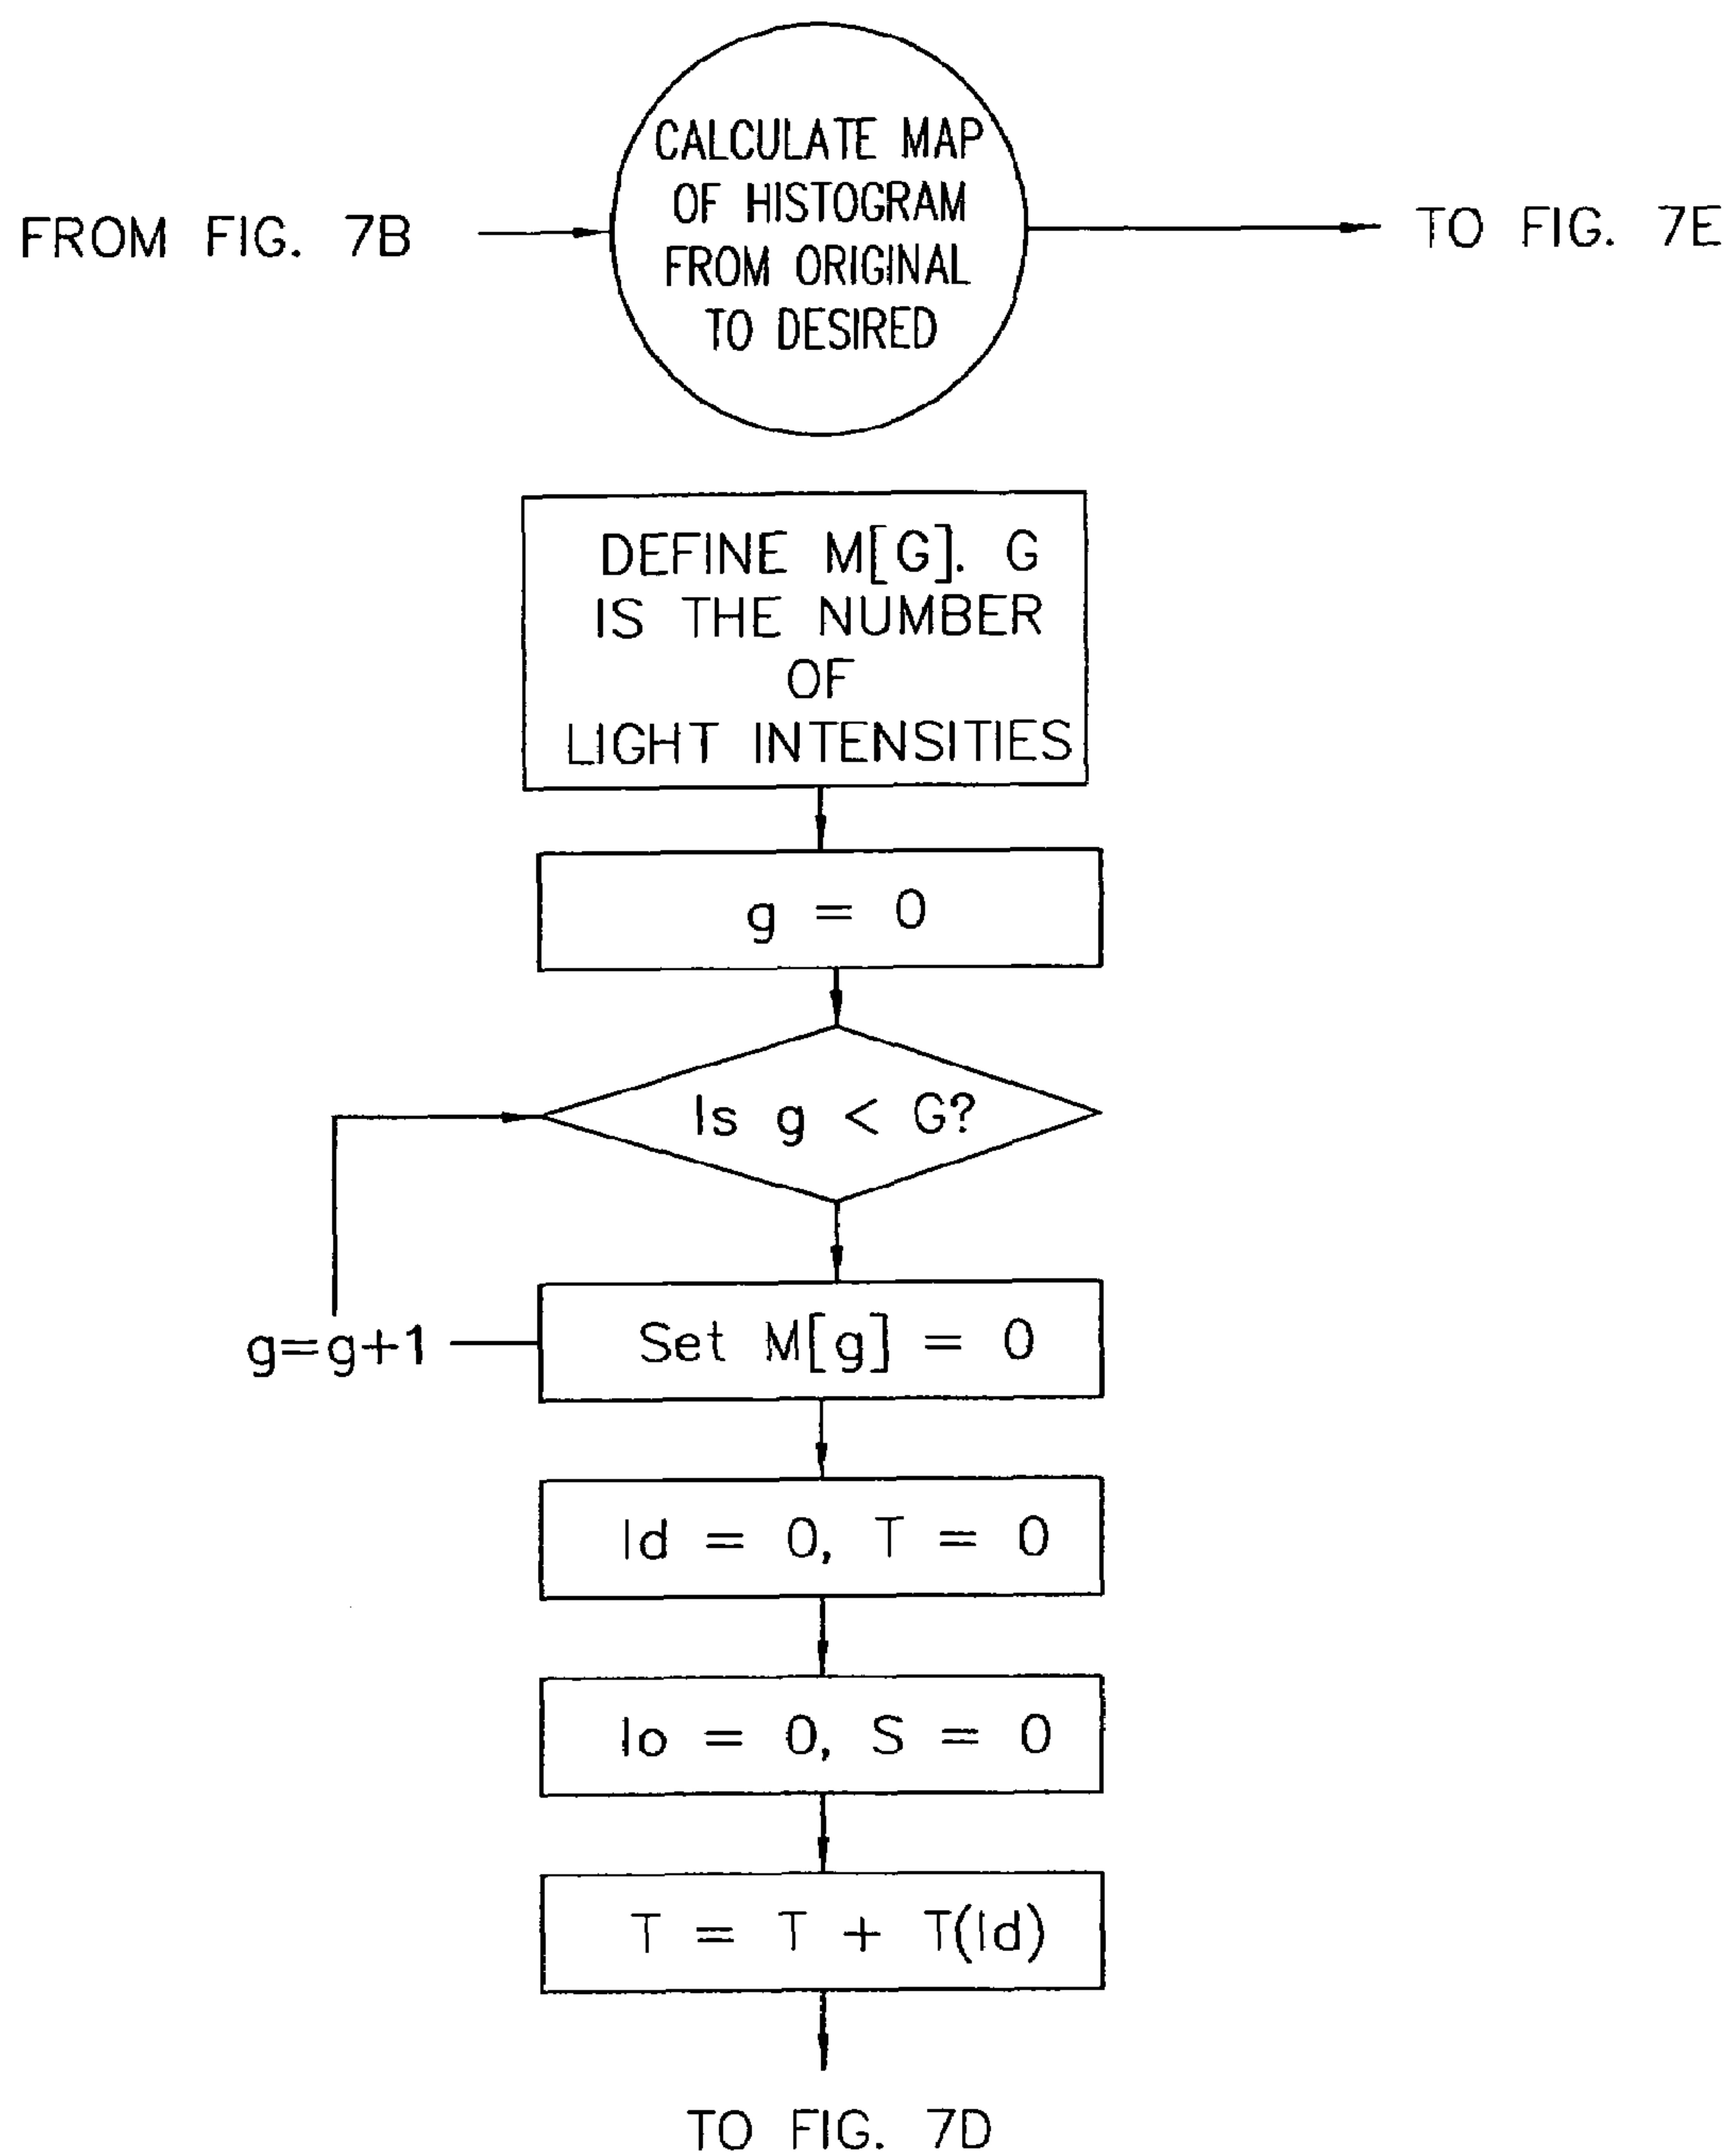 CALCULATE MAP
OF HISTOGRAM
FROM ORIGINAL
TO DESIRED
FROM FIG. 7B
TO FIG. 7E
DEFINE M[G]. G
IS THE NUMBER
OF
LIGHT INTENSITIES
g = 0
Is g < G?
g=g+1
Set M[g] = 0
Id = 0, T = 0
Io = 0, S = 0
T = T + T(Id)
TO FIG. 7D